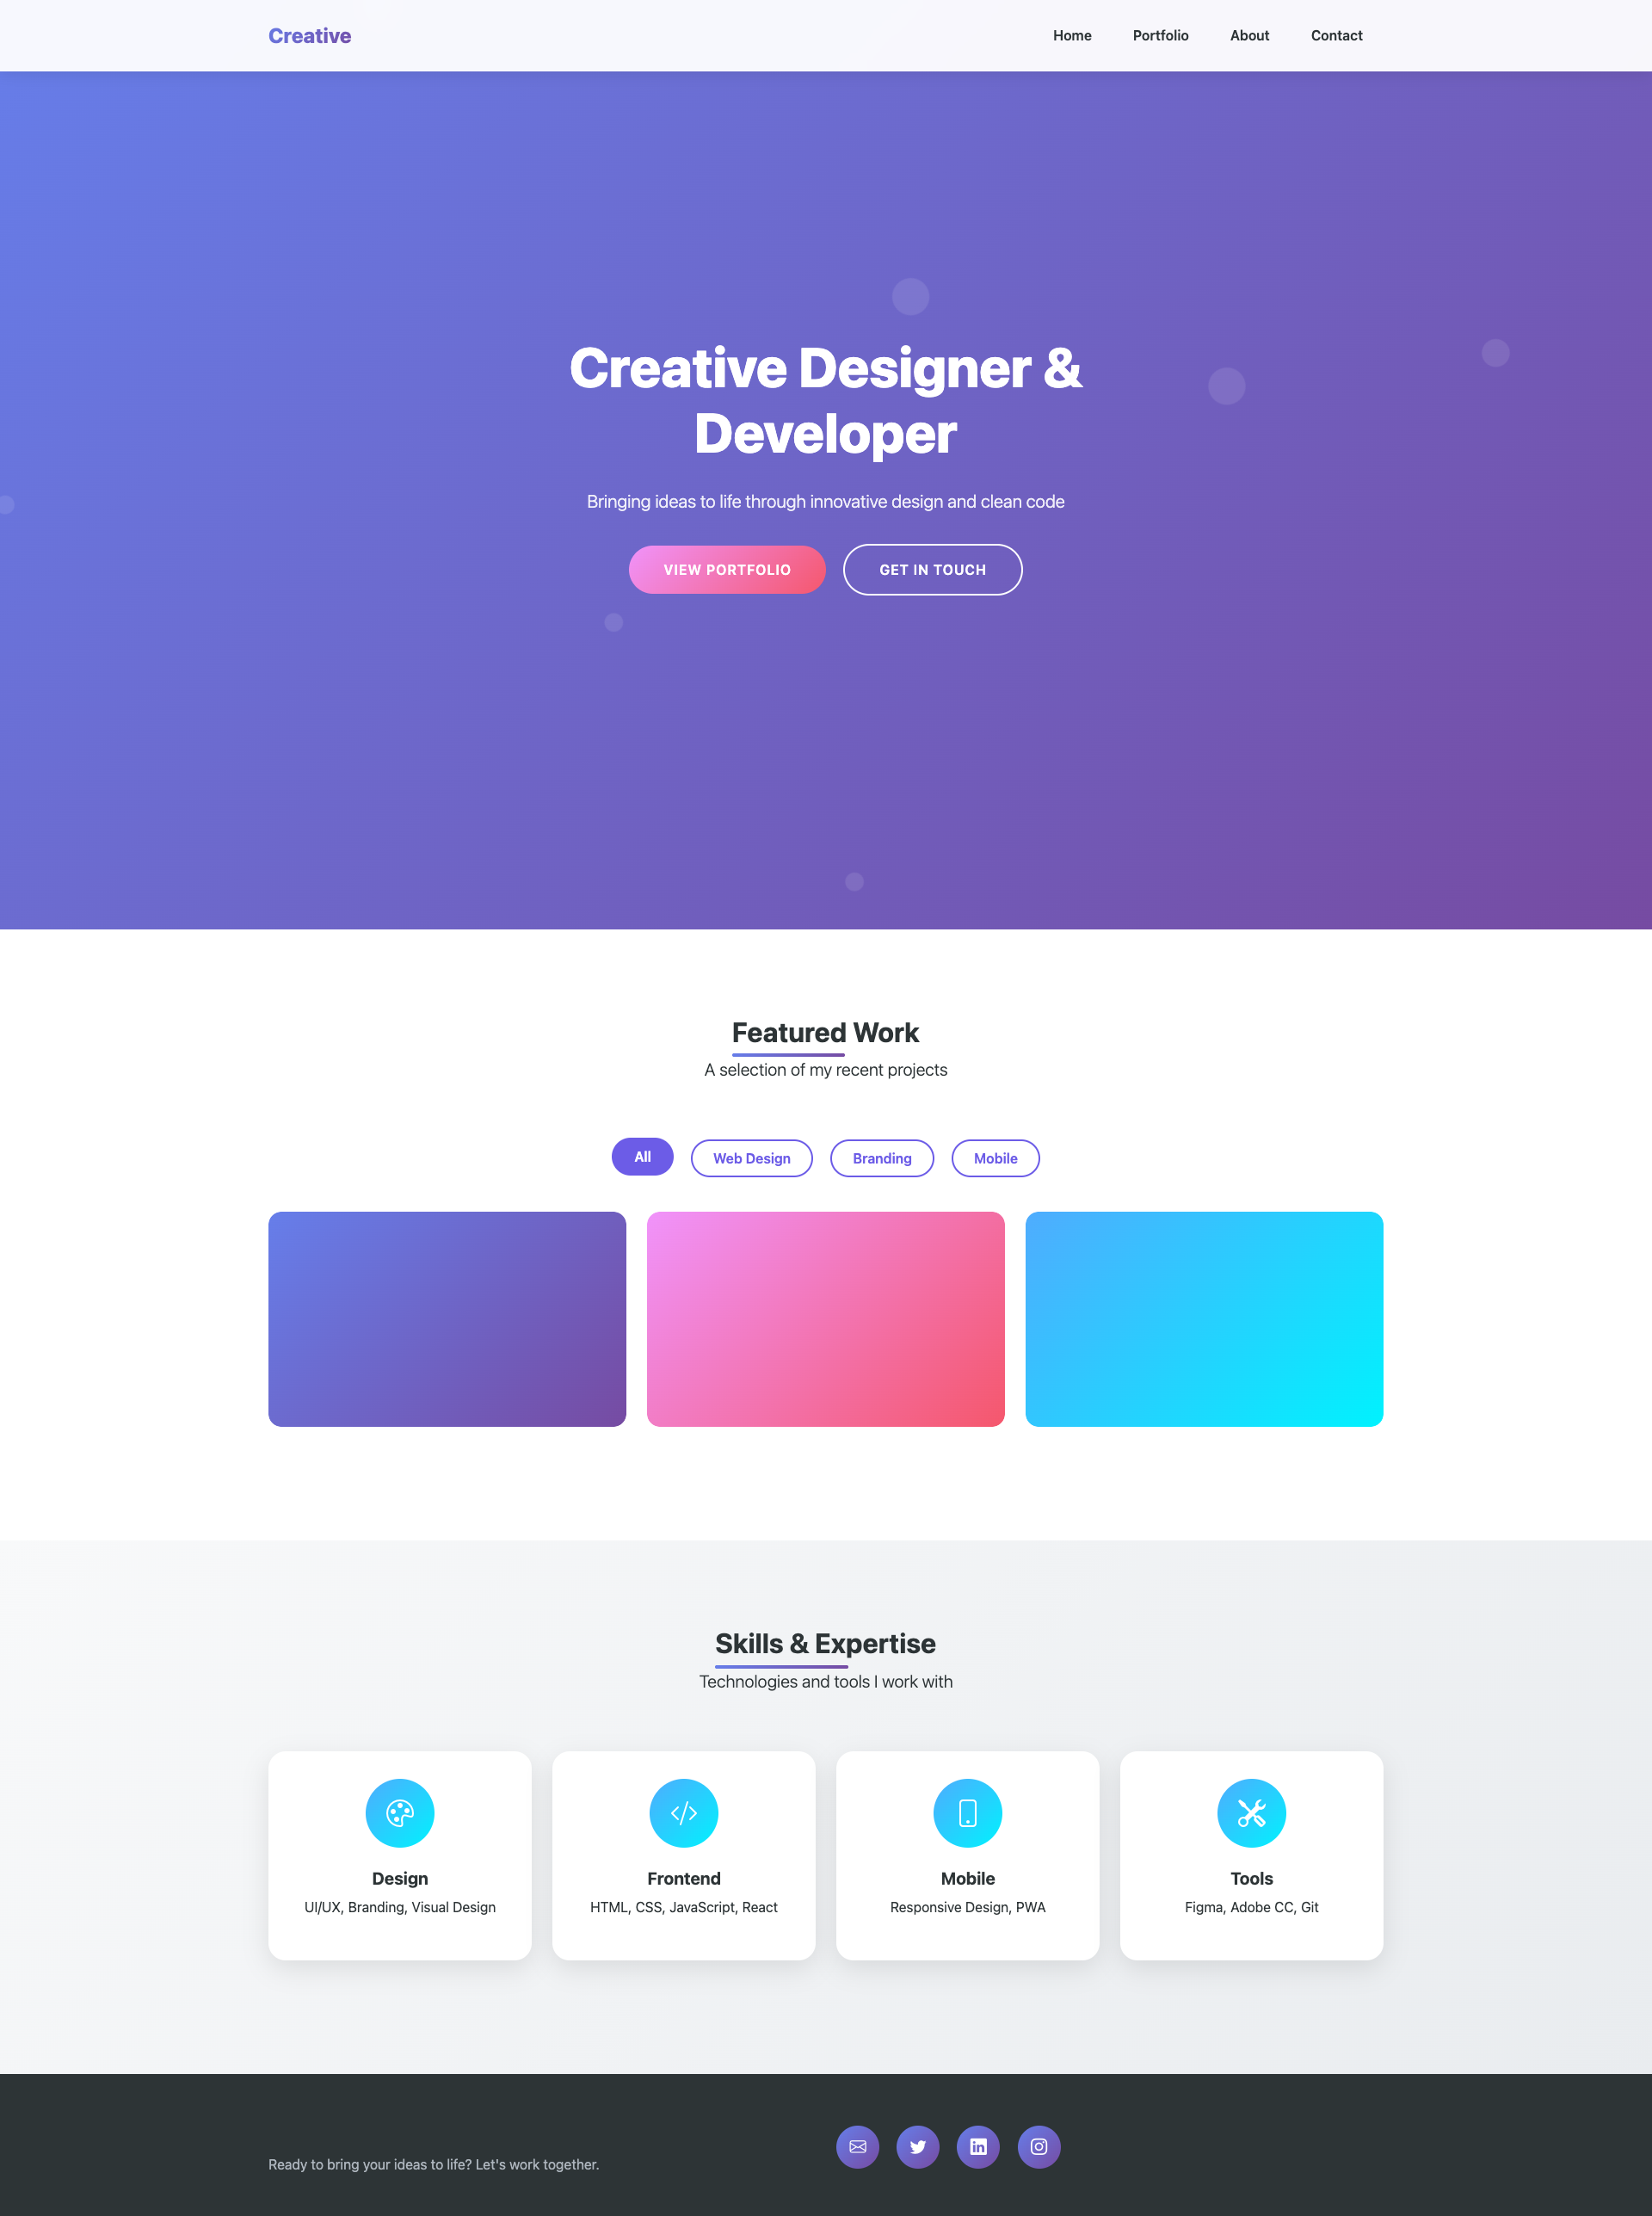 Creative
Home Portfolio About Contact
Creative Designer &
Developer
Bringing ideas to life through innovative design and clean code
VIEW PORTFOLIO GET IN TOUCH
Featured Work
A selection of my recent projects
All Web Design Branding Mobile
Skills & Expertise
Technologies and tools I work with
Design
UI/UX, Branding, Visual Design
Frontend
HTML, CSS, JavaScript, React
Mobile
Responsive Design, PWA
Tools
Figma, Adobe CC, Git
Ready to bring your ideas to life? Let's work together.